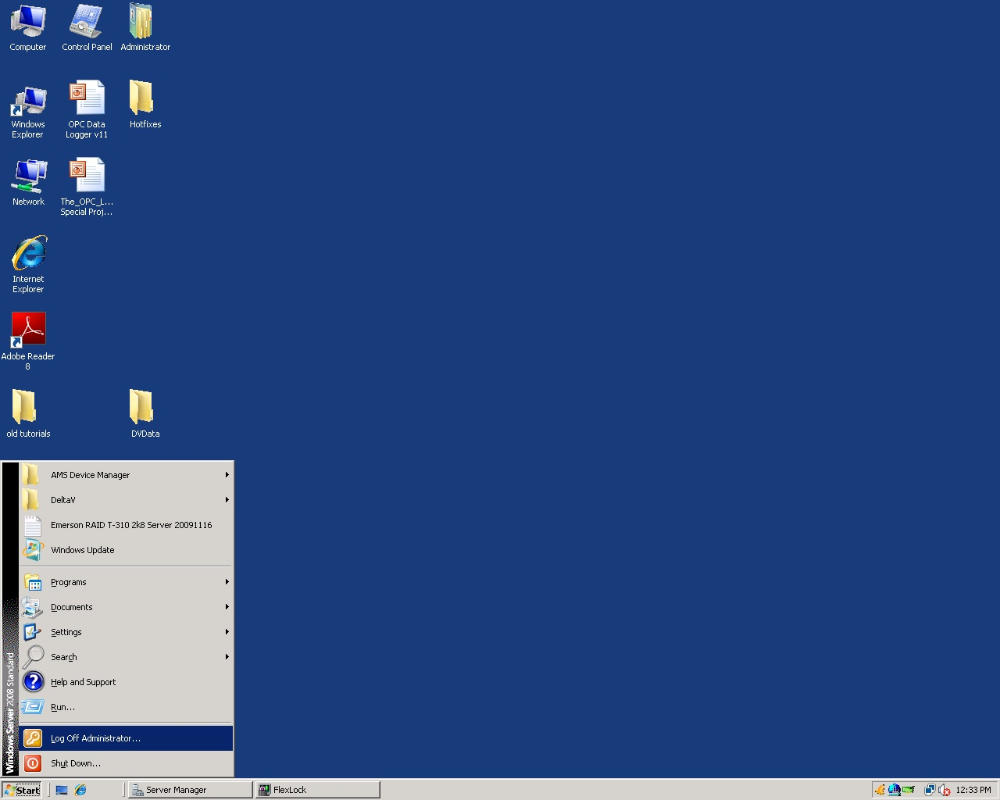 Computer
Control Panel
Administrator
Windows
Explorer
OPC Data
Logger v11
Hotfixes
Network
The_OPC_L...
Special Proj...
Internet
Explorer
Adobe Reader
8
old tutorials
DVData
AMS Device Manager
DeltaV
Emerson RAID T-310 2k8 Server 20091116
Windows Update
Programs
Documents
Settings
Search
Help and Support
Run...
Log Off Administrator...
Shut Down...
Windows Server 2008 Standard
Start
Server Manager
FlexLock
12:33 PM